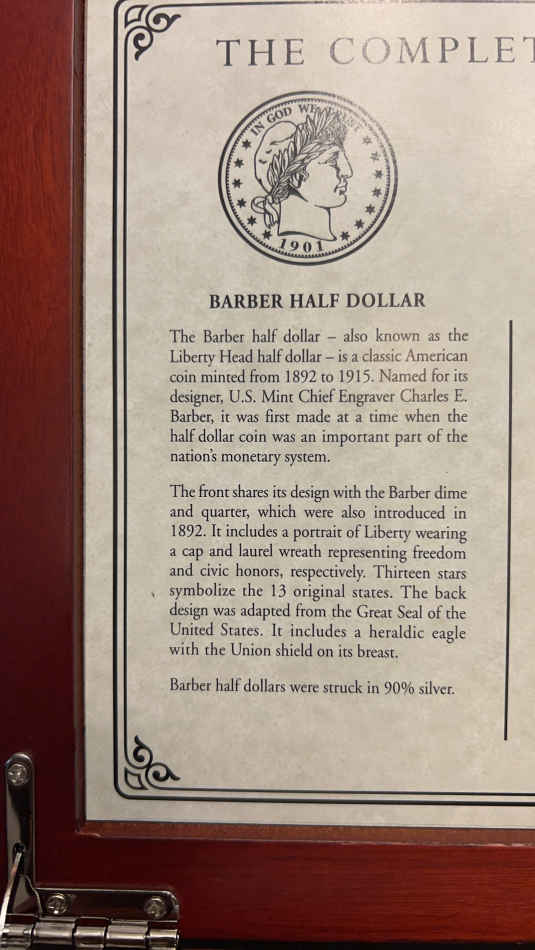 THE COMPLET
IN GOD WE TRUST
1901
BARBER HALF DOLLAR
The Barber half dollar – also known as the
Liberty Head half dollar – is a classic American
coin minted from 1892 to 1915. Named for its
designer, U.S. Mint Chief Engraver Charles E.
Barber, it was first made at a time when the
half dollar coin was an important part of the
nation's monetary system.
The front shares its design with the Barber dime
and quarter, which were also introduced in
1892. It includes a portrait of Liberty wearing
a cap and laurel wreath representing freedom
and civic honors, respectively. Thirteen stars
symbolize the 13 original states. The back
design was adapted from the Great Seal of the
United States. It includes a heraldic eagle
with the Union shield on its breast.
Barber half dollars were struck in 90% silver.